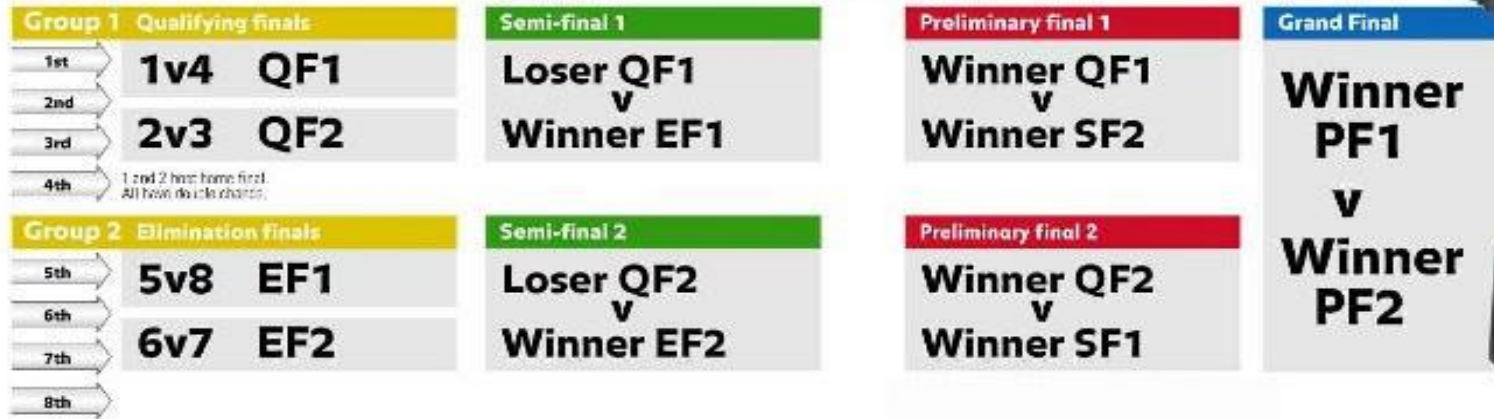 Group 1 Qualifying finals
1st
2nd
3rd
4th
1v4 QF1
2v3 QF2
1 and 2 host home final.
All have double chance.
Group 2 Elimination finals
5th
6th
7th
8th
5v8 EF1
6v7 EF2
Semi-final 1
Loser QF1
v
Winner EF1
Semi-final 2
Loser QF2
v
Winner EF2
Preliminary final 1
Winner QF1
v
Winner SF2
Preliminary final 2
Winner QF2
v
Winner SF1
Grand Final
Winner
PF1
v
Winner
PF2